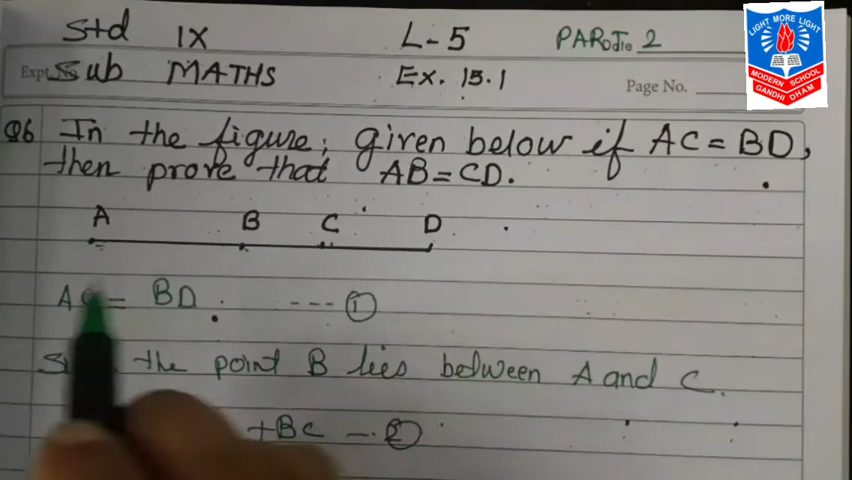 Std IX L-5 PART 2
Sub MATHS Ex. 15.1 Page No.
Q6 In the figure, given below if AC = BD,
then prove that AB = CD.
A B C D
AC = BD. --- ①
the point B lies between A and C.
+BC --- ②
LIGHT MORE LIGHT
MODERN SCHOOL
GANDHI DHAM